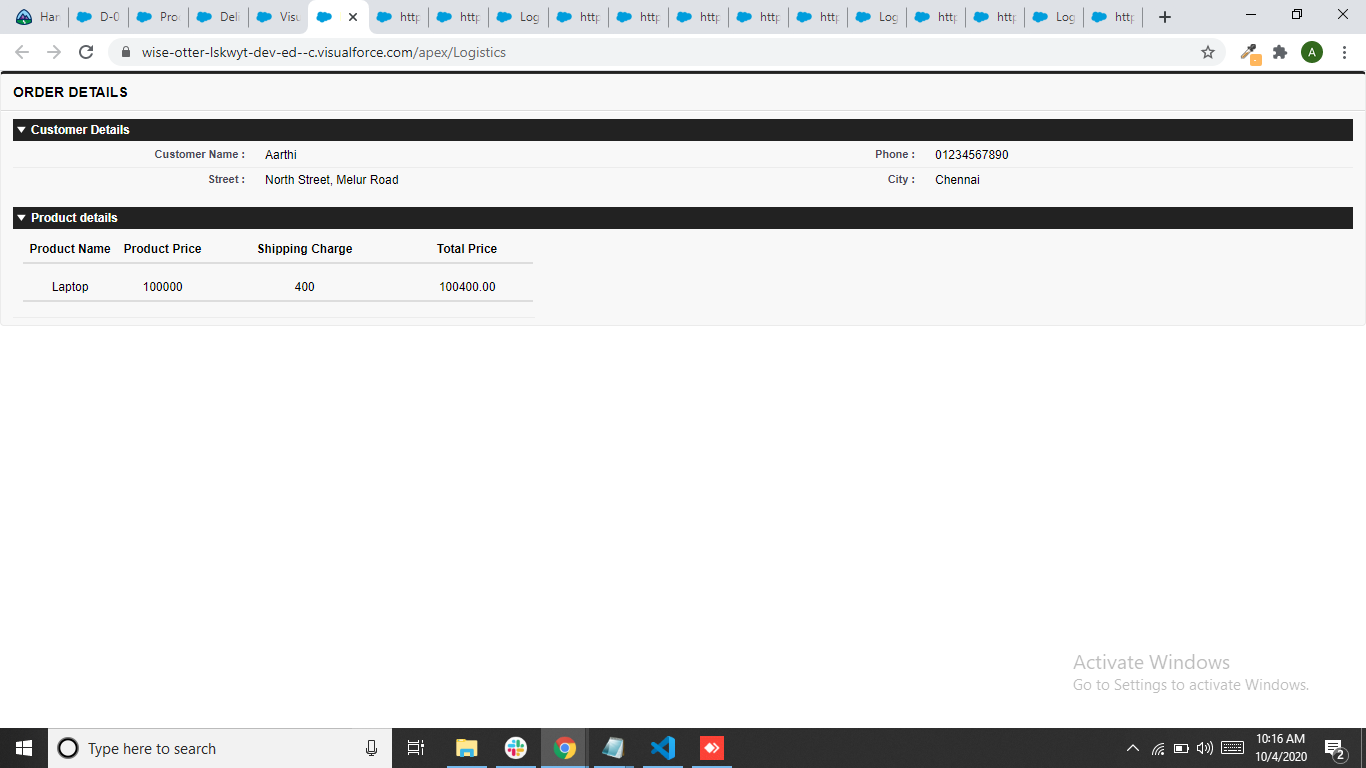 Har D-0 Pro Deli Visu http http Log http http http http http Log http http Log http
wise-otter-lskwyt-dev-ed--c.visualforce.com/apex/Logistics A
ORDER DETAILS
Customer Details
Customer Name : Aarthi Phone : 01234567890
Street : North Street, Melur Road City : Chennai
Product details
Product Name Product Price Shipping Charge Total Price
Laptop 100000 400 100400.00
Activate Windows
Go to Settings to activate Windows.
Type here to search 10:16 AM
10/4/2020 2